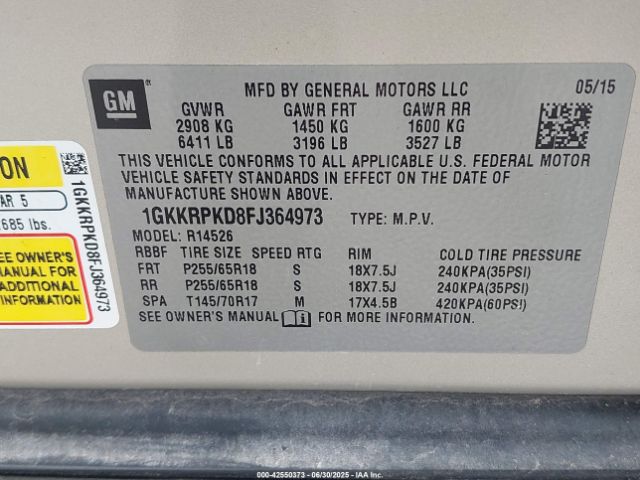 GM
MFD BY GENERAL MOTORS LLC 05/15
GVWR GAWR FRT GAWR RR
2908 KG 1450 KG 1600 KG
6411 LB 3196 LB 3527 LB
THIS VEHICLE CONFORMS TO ALL APPLICABLE U.S. FEDERAL MOTOR
VEHICLE SAFETY STANDARDS IN EFFECT ON THE DATE OF
MANUFACTURE SHOWN ABOVE.
1GKKRPKD8FJ364973 TYPE: M.P.V.
MODEL: R14526
RBBF TIRE SIZE SPEED RTG RIM COLD TIRE PRESSURE
FRT P255/65R18 S 18X7.5J 240KPA(35PSI)
RR P255/65R18 S 18X7.5J 240KPA(35PSI)
SPA T145/70R17 M 17X4.5B 420KPA(60PSI)
SEE OWNER'S MANUAL FOR MORE INFORMATION.
ON
AR 5
685 lbs.
EE OWNER'S
MANUAL FOR
ADDITIONAL
INFORMATION
1GKKRPKD8FJ364973
000-42550373 - 06/30/2025 - IAA Inc.